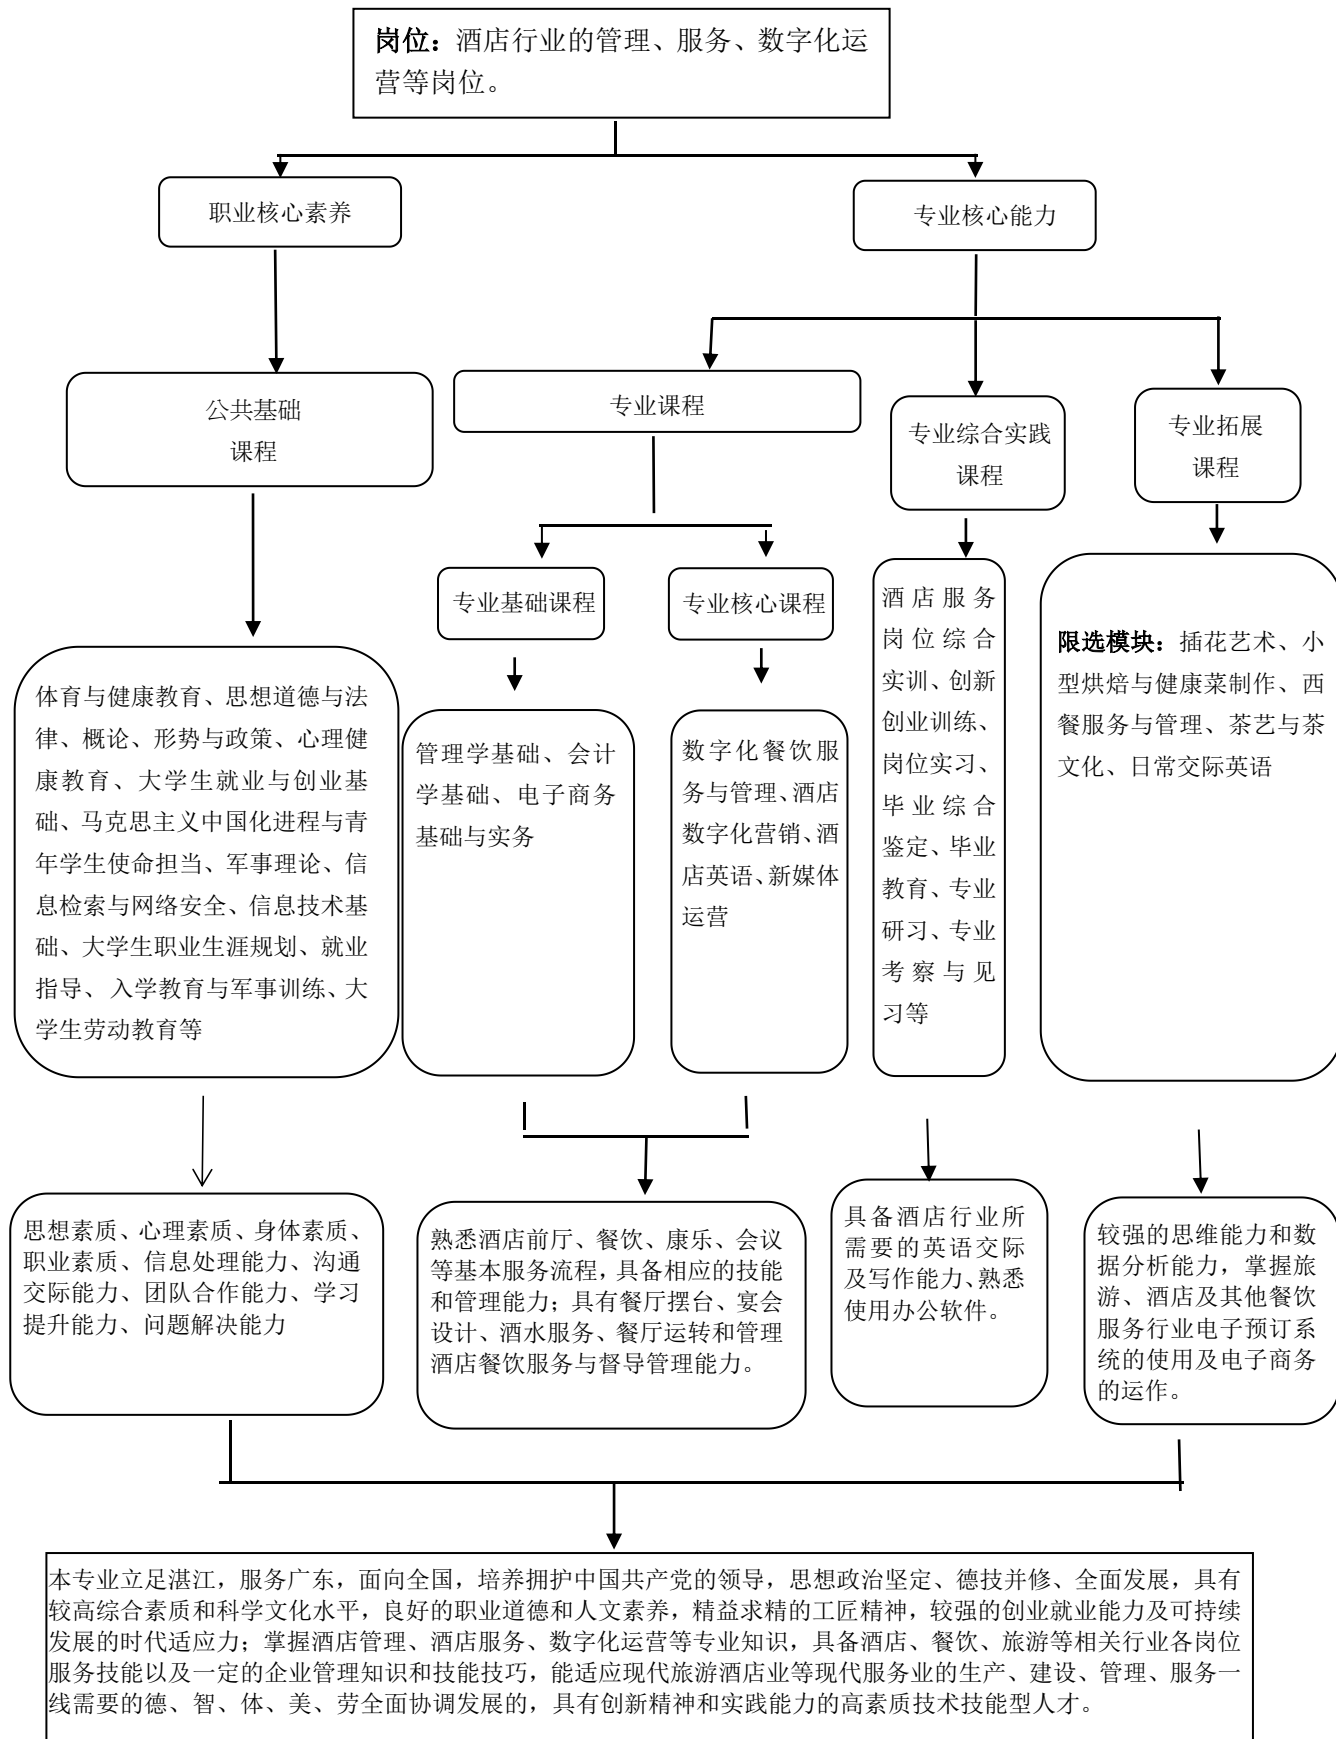 岗位：酒店行业的管理、服务、数字化运
营等岗位。
职业核心素养
专业核心能力
公共基础
课程
专业课程
专业综合实践
课程
专业拓展
课程
专业基础课程
专业核心课程
体育与健康教育、思想道德与法
律、概论、形势与政策、心理健
康教育、大学生就业与创业基
础、马克思主义中国化进程与青
年学生使命担当、军事理论、信
息检索与网络安全、信息技术基
础、大学生职业生涯规划、就业
指导、入学教育与军事训练、大
学生劳动教育等
管理学基础、会计
学基础、电子商务
基础与实务
数字化餐饮服
务与管理、酒店
数字化营销、酒
店英语、新媒体
运营
酒店服务
岗位综合
实训、创新
创业训练、
岗位实习、
毕业综合
鉴定、毕业
教育、专业
研习、专业
考察与见
习等
限选模块：插花艺术、小
型烘焙与健康菜制作、西
餐服务与管理、茶艺与茶
文化、日常交际英语
思想素质、心理素质、身体素质、
职业素质、信息处理能力、沟通
交际能力、团队合作能力、学习
提升能力、问题解决能力
熟悉酒店前厅、餐饮、康乐、会议
等基本服务流程，具备相应的技能
和管理能力；具有餐厅摆台、宴会
设计、酒水服务、餐厅运转和管理
酒店餐饮服务与督导管理能力。
具备酒店行业所
需要的英语交际
及写作能力、熟悉
使用办公软件。
较强的思维能力和数
据分析能力，掌握旅
游、酒店及其他餐饮
服务行业电子预订系
统的使用及电子商务
的运作。
本专业立足湛江，服务广东，面向全国，培养拥护中国共产党的领导，思想政治坚定、德技并修、全面发展，具有
较高综合素质和科学文化水平，良好的职业道德和人文素养，精益求精的工匠精神，较强的创业就业能力及可持续
发展的时代适应力；掌握酒店管理、酒店服务、数字化运营等专业知识，具备酒店、餐饮、旅游等相关行业各岗位
服务技能以及一定的企业管理知识和技能技巧，能适应现代旅游酒店业等现代服务业的生产、建设、管理、服务一
线需要的德、智、体、美、劳全面协调发展的，具有创新精神和实践能力的高素质技术技能型人才。